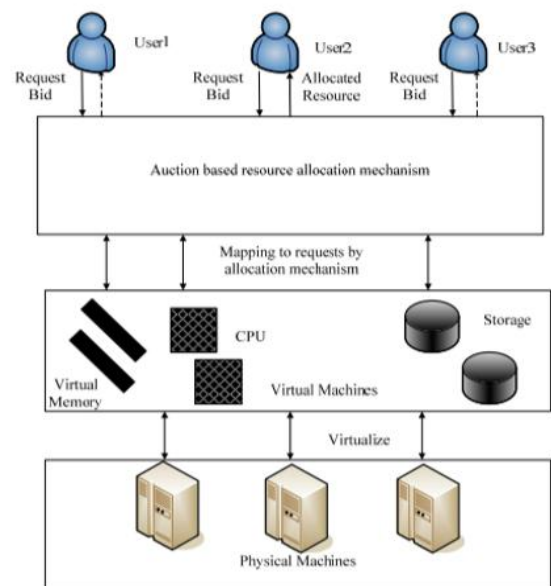 User1
User2
User3
Request
Bid
Request
Bid
Allocated
Resource
Request
Bid
Auction based resource allocation mechanism
Mapping to requests by
allocation mechanism
CPU
Storage
Virtual
Memory
Virtual Machines
Virtualize
Physical Machines